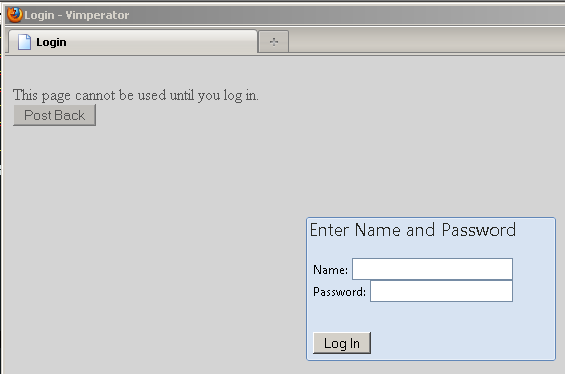 Login - Vimperator
Login
This page cannot be used until you log in.
Post Back
Enter Name and Password
Name:
Password:
Log In